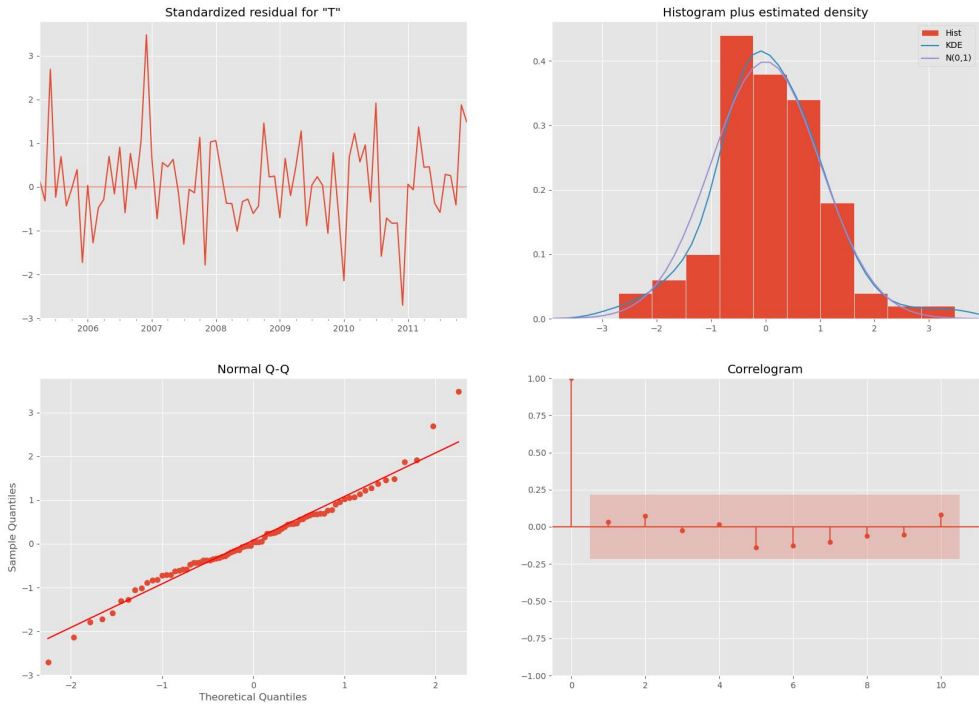 Standardized residual for "T"
3
2
1
0
−1
−2
−3
2006 2007 2008 2009 2010 2011
Histogram plus estimated density
Hist
KDE
N(0,1)
0.4
0.3
0.2
0.1
0.0
−3 −2 −1 0 1 2 3
Normal Q-Q
Sample Quantiles
3
2
1
0
−1
−2
−3
−2 −1 0 1 2
Theoretical Quantiles
Correlogram
1.00
0.75
0.50
0.25
0.00
−0.25
−0.50
−0.75
−1.00
0 2 4 6 8 10